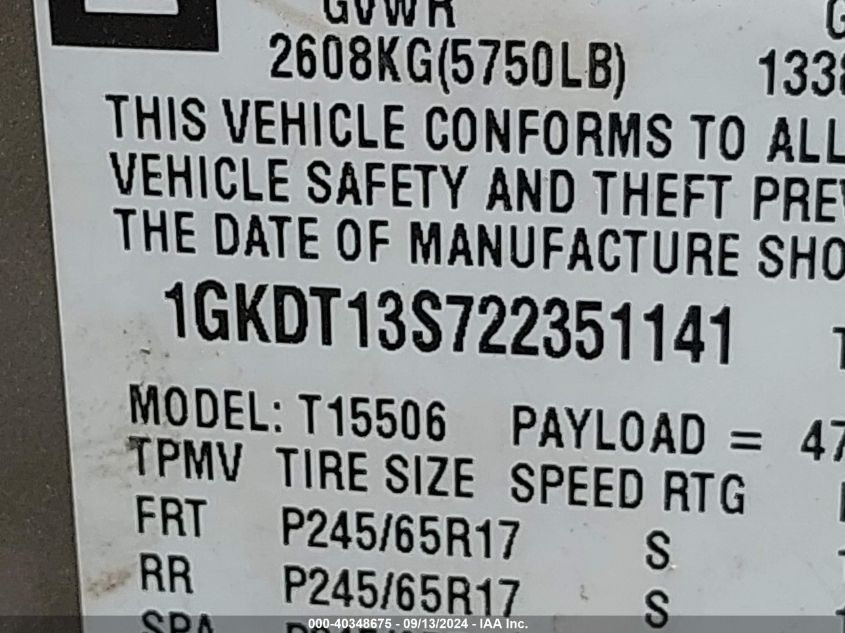 GVWR G
2608KG(5750LB) 1338
THIS VEHICLE CONFORMS TO ALL
VEHICLE SAFETY AND THEFT PREV
THE DATE OF MANUFACTURE SHO
1GKDT13S722351141 T
MODEL: T15506 PAYLOAD = 47
TPMV TIRE SIZE SPEED RTG
FRT P245/65R17 S
RR P245/65R17 S
SPA
000-40348675 - 09/13/2024 - IAA Inc.